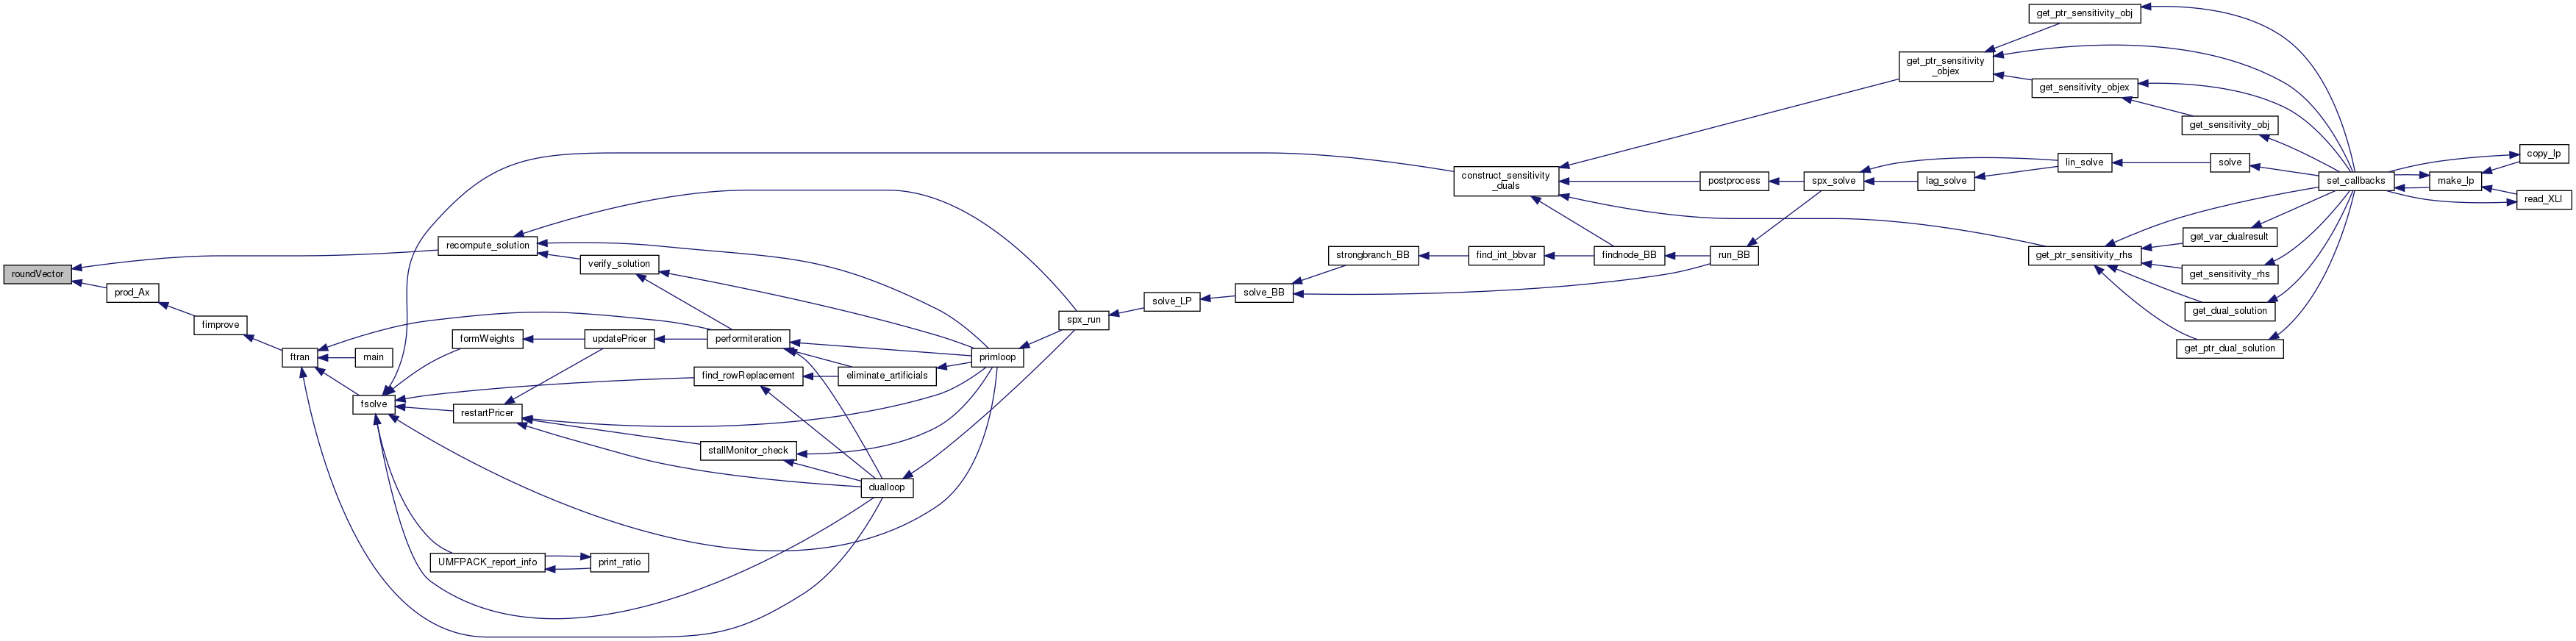 roundVector
prod_Ax
fimprove
ftran
main
fsolve
recompute_solution
verify_solution
formWeights
updatePricer
performiteration
find_rowReplacement
eliminate_artificials
restartPricer
stallMonitor_check
UMFPACK_report_info
print_ratio
primloop
dualloop
spx_run
solve_LP
solve_BB
strongbranch_BB
construct_sensitivity
_duals
find_int_bbvar
findnode_BB
run_BB
postprocess
spx_solve
lag_solve
lin_solve
solve
get_ptr_sensitivity
_objex
get_ptr_sensitivity_obj
get_sensitivity_objex
get_sensitivity_obj
get_ptr_sensitivity_rhs
get_var_dualresult
get_sensitivity_rhs
get_dual_solution
get_ptr_dual_solution
set_callbacks
make_lp
copy_lp
read_XLI